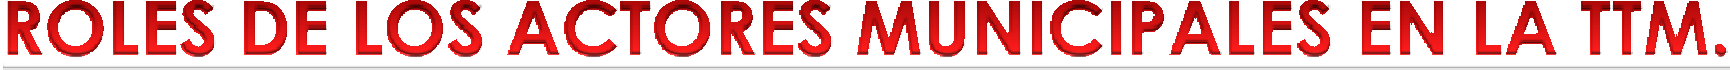 ROLES DE LOS ACTORES MUNICIPALES EN LA TTM.